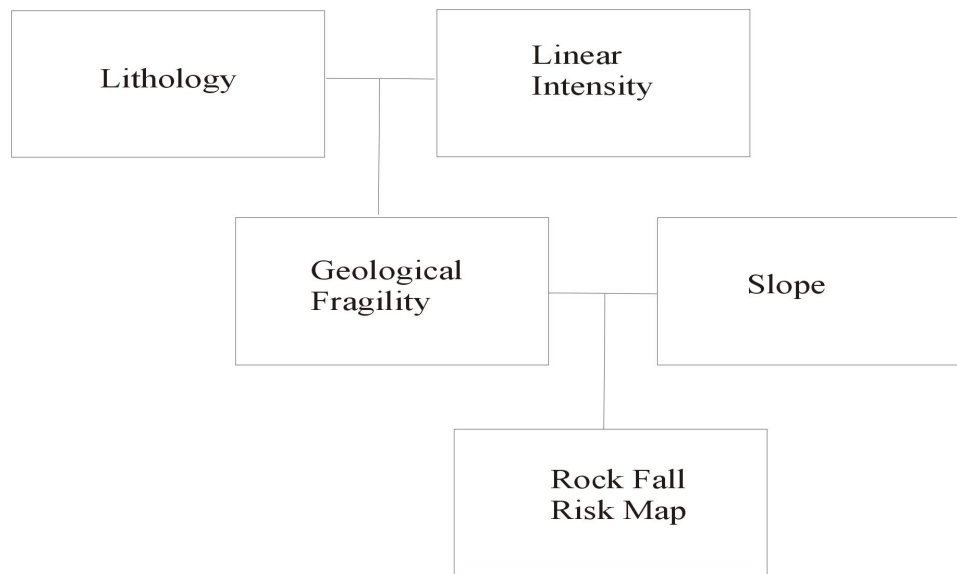 Lithology
Linear
Intensity
Geological
Fragility
Slope
Rock Fall
Risk Map